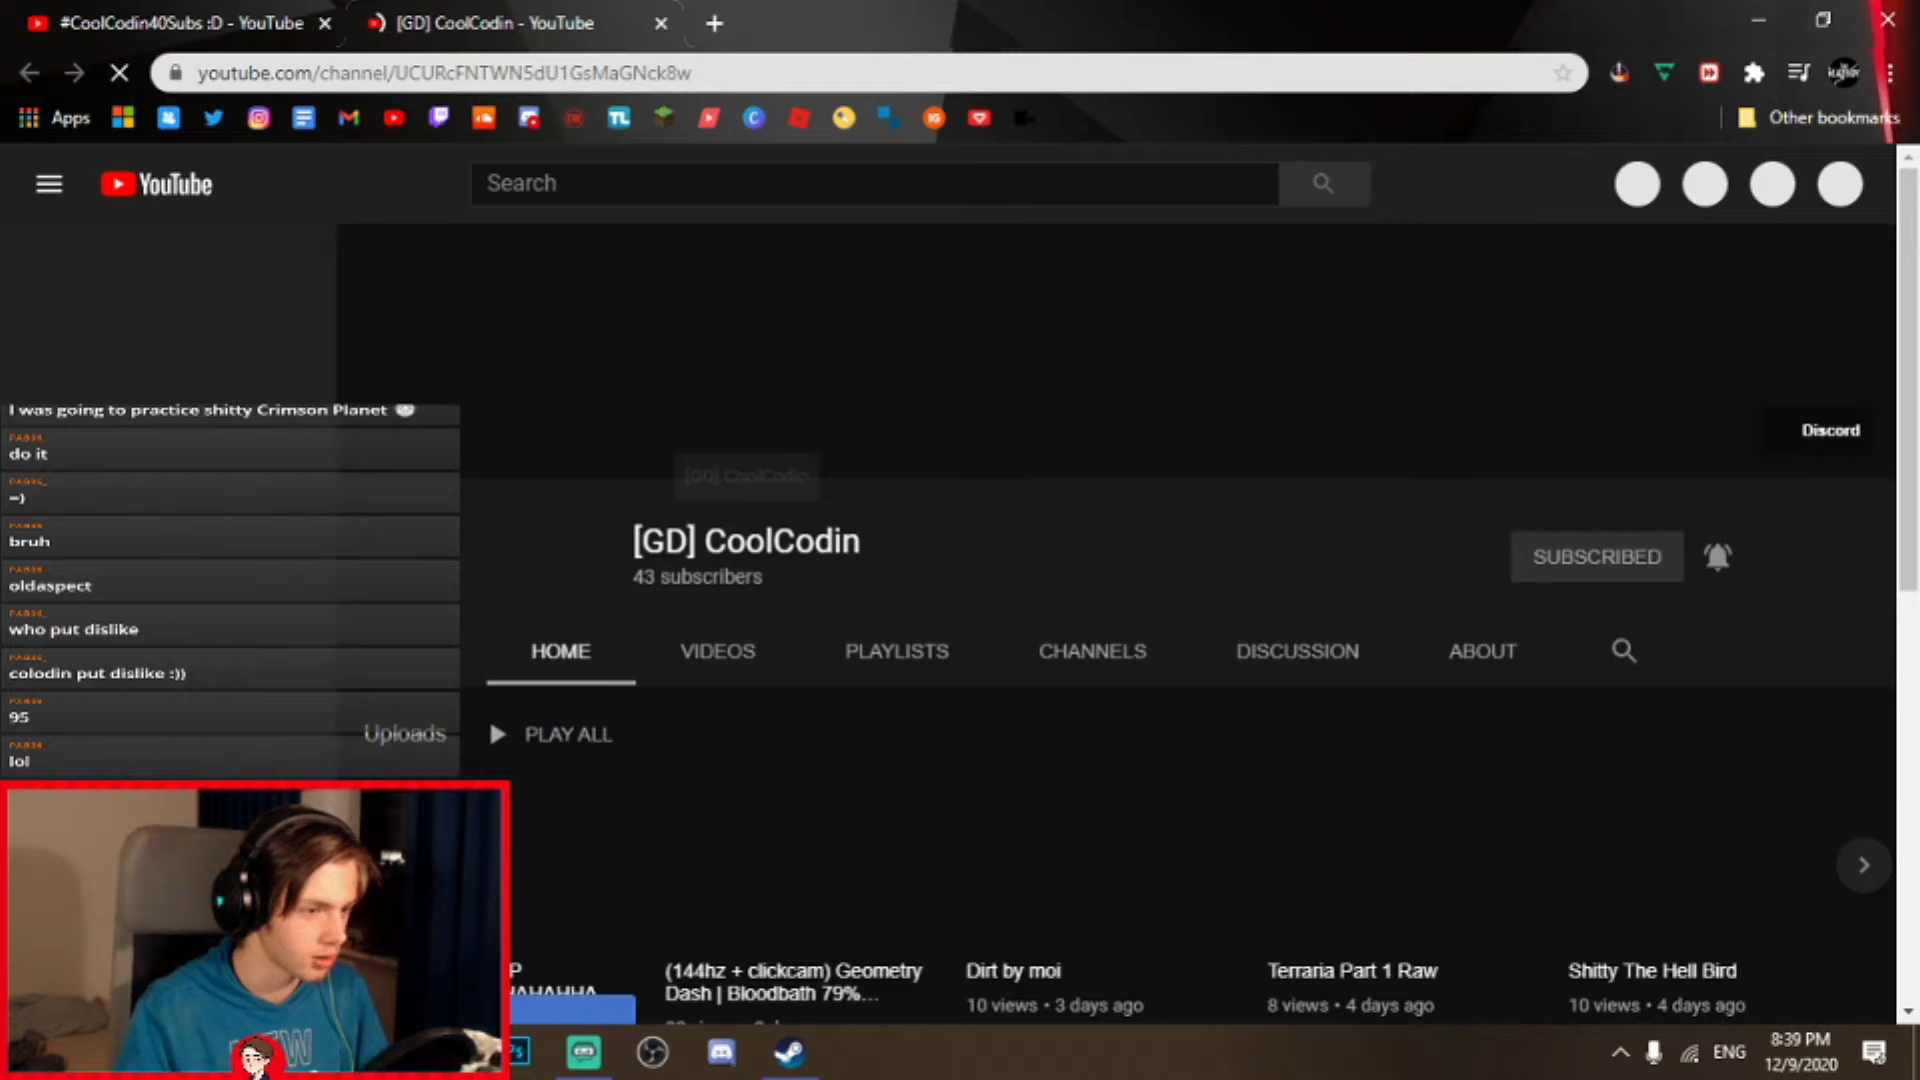 #CoolCodin40Subs :D - YouTube
[GD] CoolCodin - YouTube
youtube.com/channel/UCURcFNTWN5dU1GsMaGNck8w
Apps
Other bookmarks
YouTube
Search
Discord
I was going to practice shitty Crimson Planet
do it
=)
bruh
oldaspect
who put dislike
colodin put dislike :))
95
lol
[GD] CoolCodin
[GD] CoolCodin
43 subscribers
SUBSCRIBED
HOME
VIDEOS
PLAYLISTS
CHANNELS
DISCUSSION
ABOUT
Uploads
PLAY ALL
(144hz + clickcam) Geometry
Dash | Bloodbath 79%...
Dirt by moi
10 views • 3 days ago
Terraria Part 1 Raw
8 views • 4 days ago
Shitty The Hell Bird
10 views • 4 days ago
ENG
8:39 PM
12/9/2020